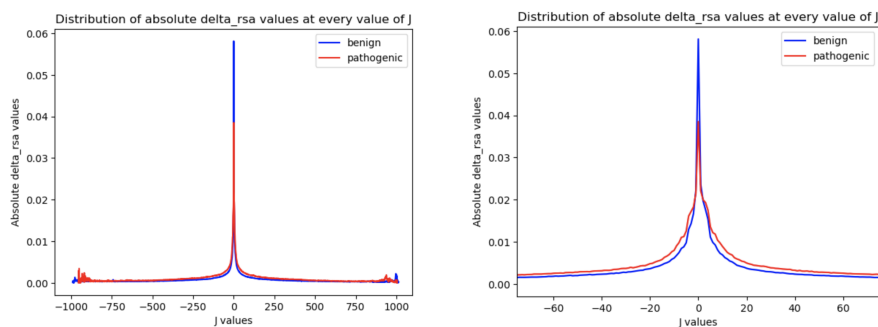 Distribution of absolute delta_rsa values at every value of J
benign
pathogenic
0.06
0.05
0.04
0.03
0.02
0.01
0.00
Absolute delta_rsa values
−1000 −750 −500 −250 0 250 500 750 1000
J values
Distribution of absolute delta_rsa values at every value of J
benign
pathogenic
0.06
0.05
0.04
0.03
0.02
0.01
0.00
Absolute delta_rsa values
−60 −40 −20 0 20 40 60
J values